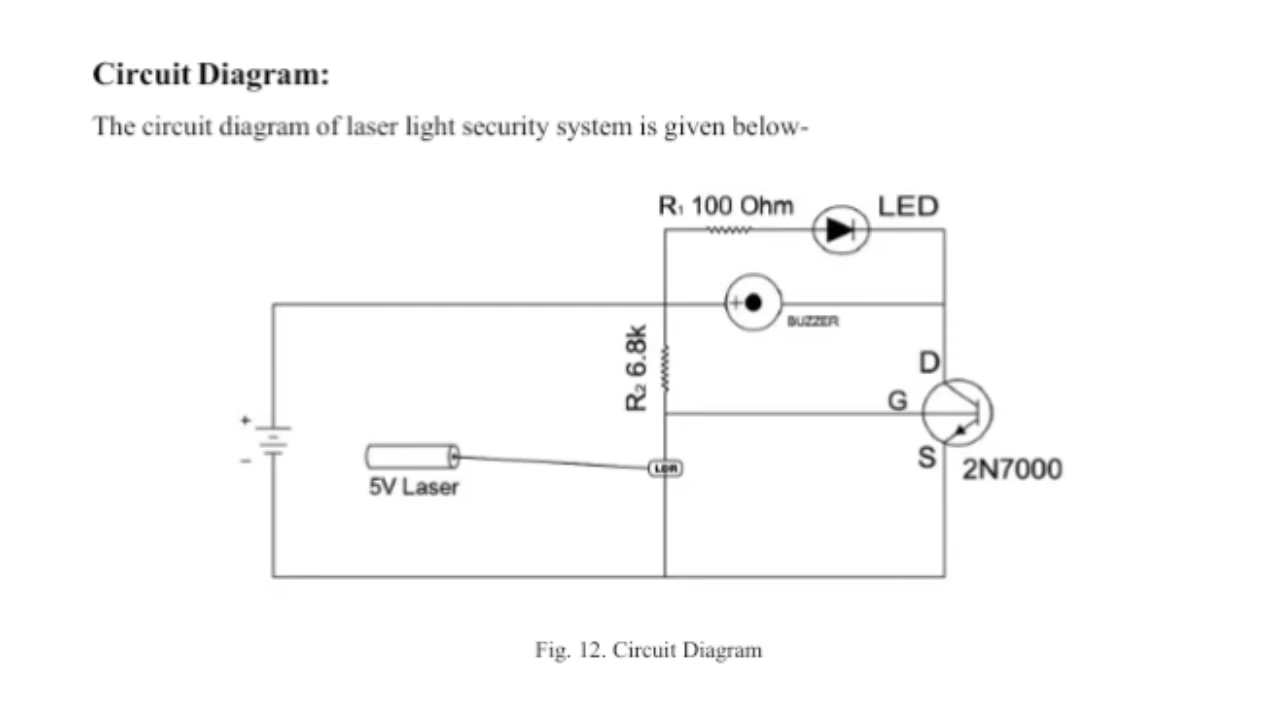 Circuit Diagram:
The circuit diagram of laser light security system is given below-
R₁ 100 Ohm
LED
+
BUZZER
R₂ 6.8k
D
G
+
-
LDR
S
2N7000
5V Laser
Fig. 12. Circuit Diagram